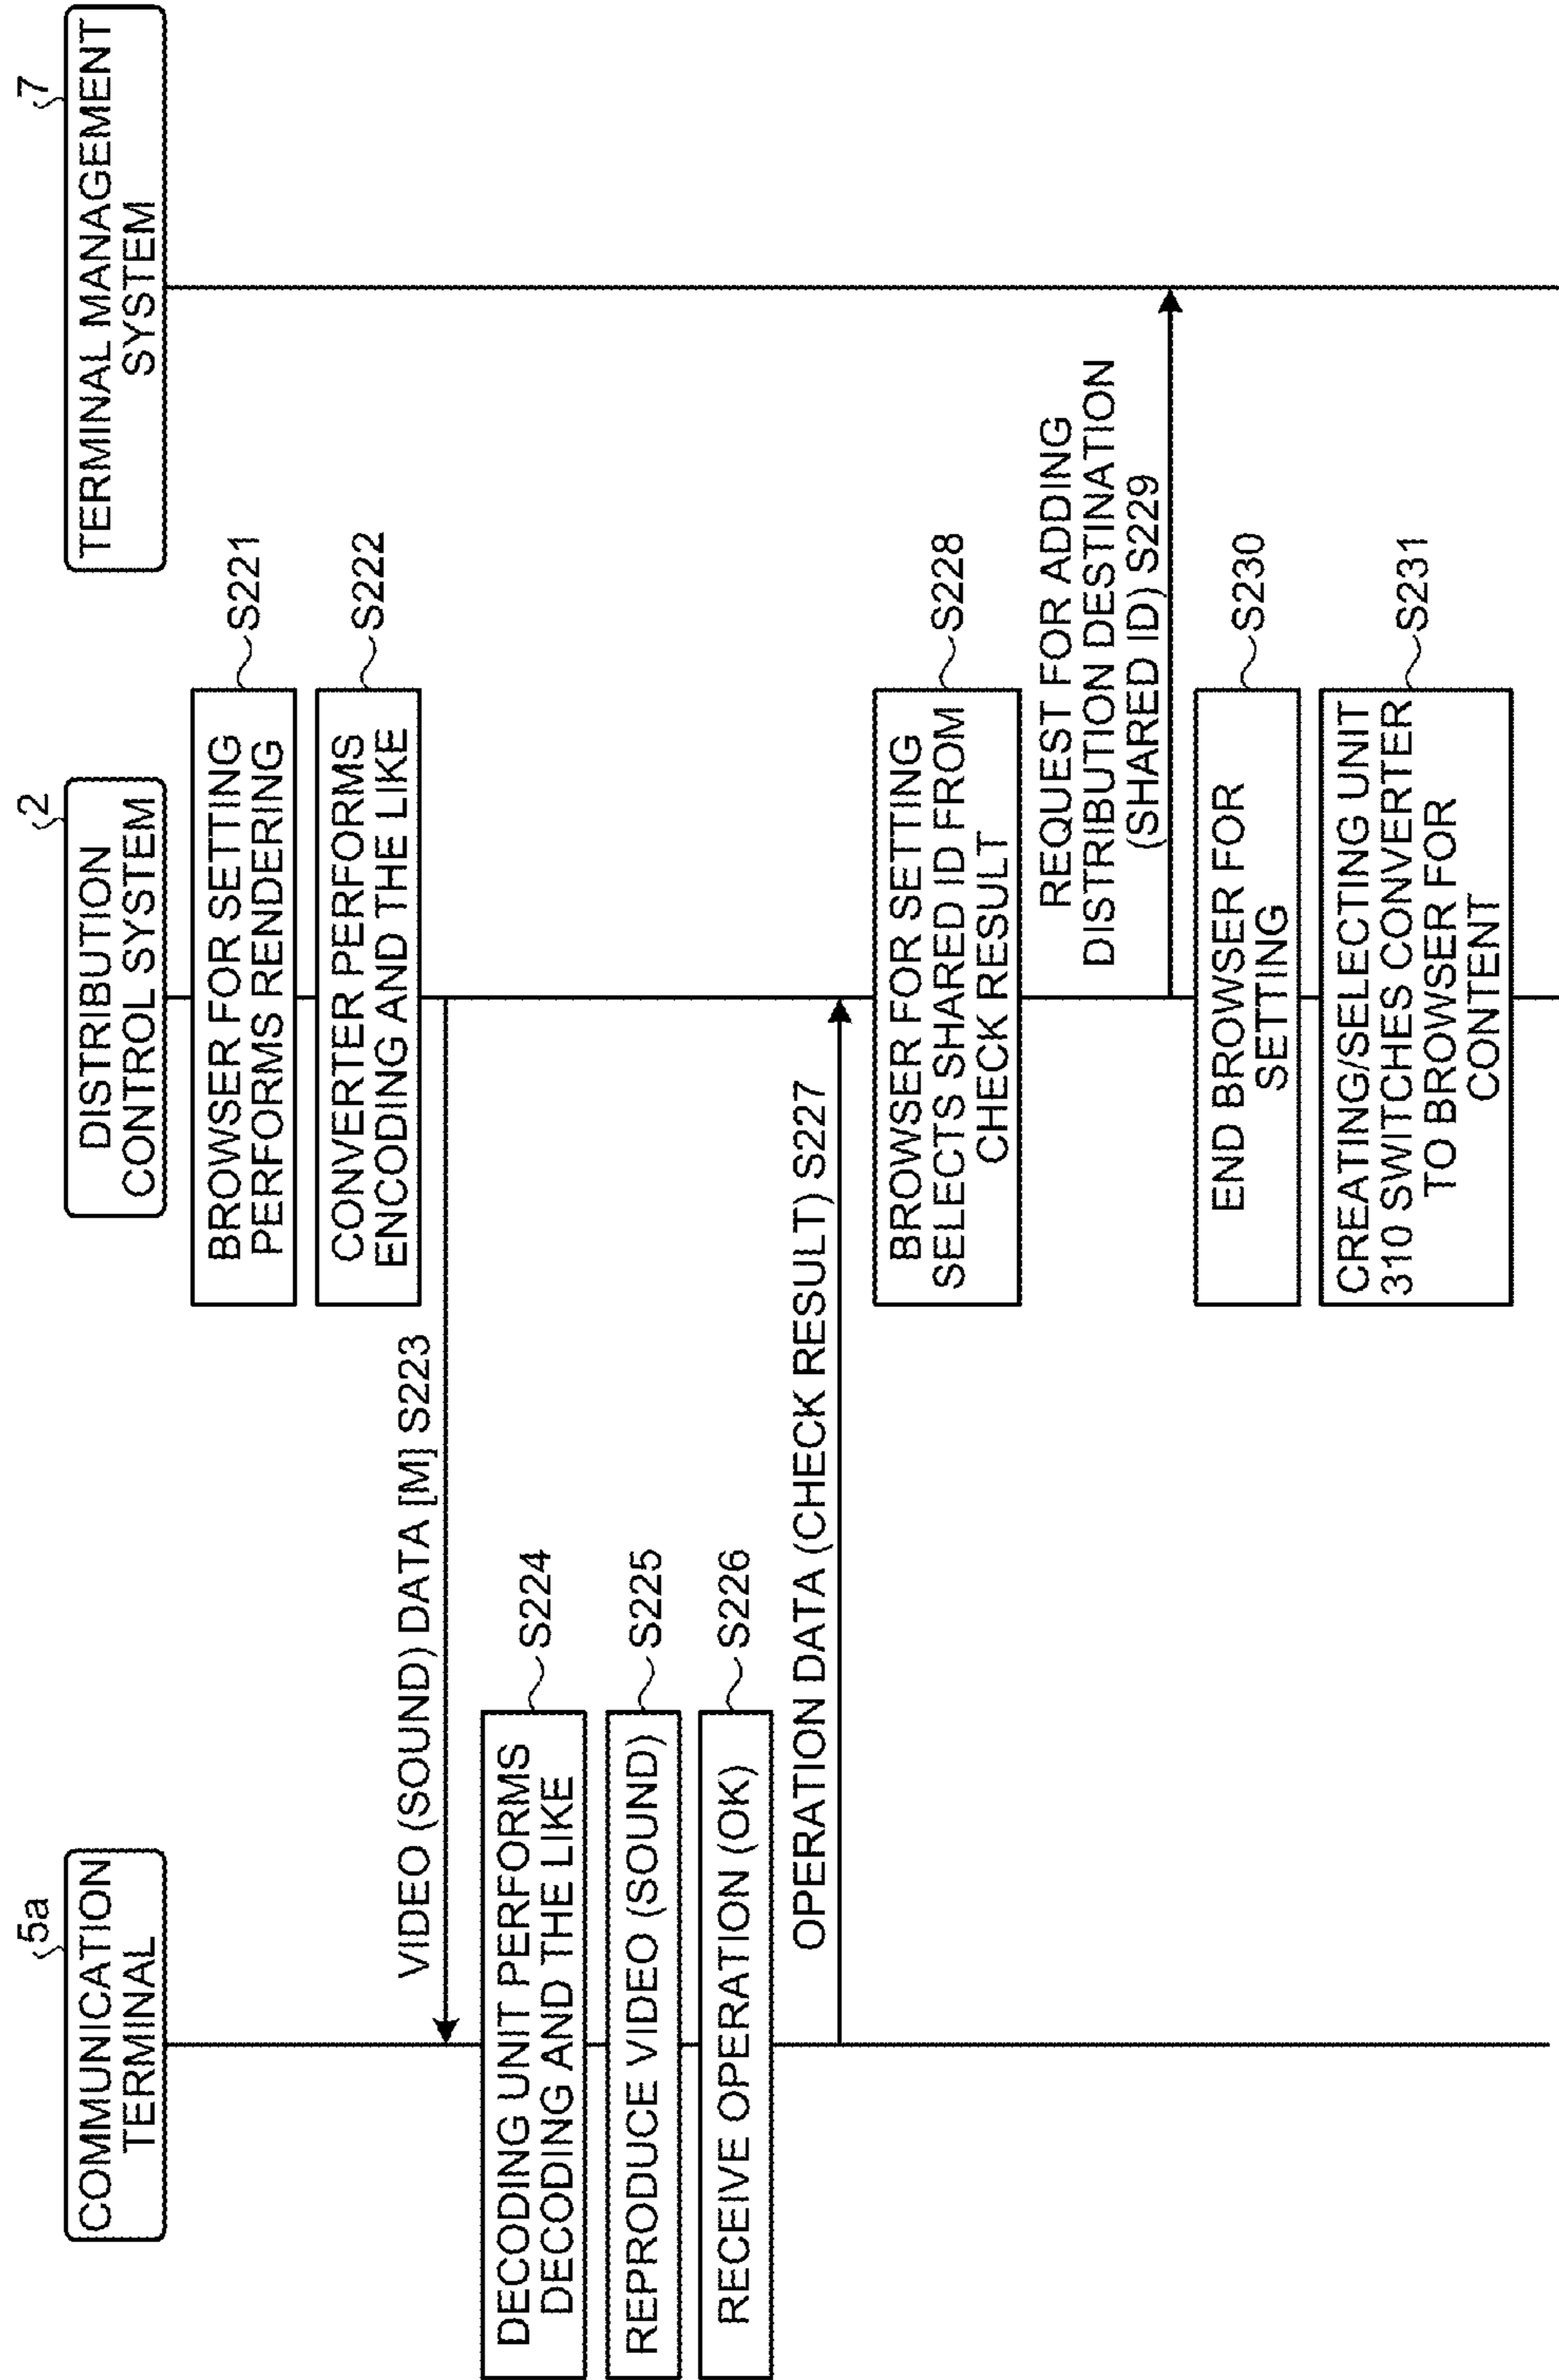 5a
COMMUNICATION
TERMINAL
2
DISTRIBUTION
CONTROL SYSTEM
7
TERMINAL MANAGEMENT
SYSTEM
BROWSER FOR SETTING
PERFORMS RENDERING
S221
CONVERTER PERFORMS
ENCODING AND THE LIKE
S222
VIDEO (SOUND) DATA [M] S223
DECODING UNIT PERFORMS
DECODING AND THE LIKE
S224
REPRODUCE VIDEO (SOUND)
S225
RECEIVE OPERATION (OK)
S226
OPERATION DATA (CHECK RESULT) S227
BROWSER FOR SETTING
SELECTS SHARED ID FROM
CHECK RESULT
S228
REQUEST FOR ADDING
DISTRIBUTION DESTINATION
(SHARED ID) S229
END BROWSER FOR
SETTING
S230
CREATING/SELECTING UNIT
310 SWITCHES CONVERTER
TO BROWSER FOR
CONTENT
S231